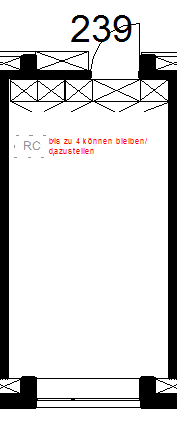 239
RC
bis zu 4 können bleiben/
dazustellen